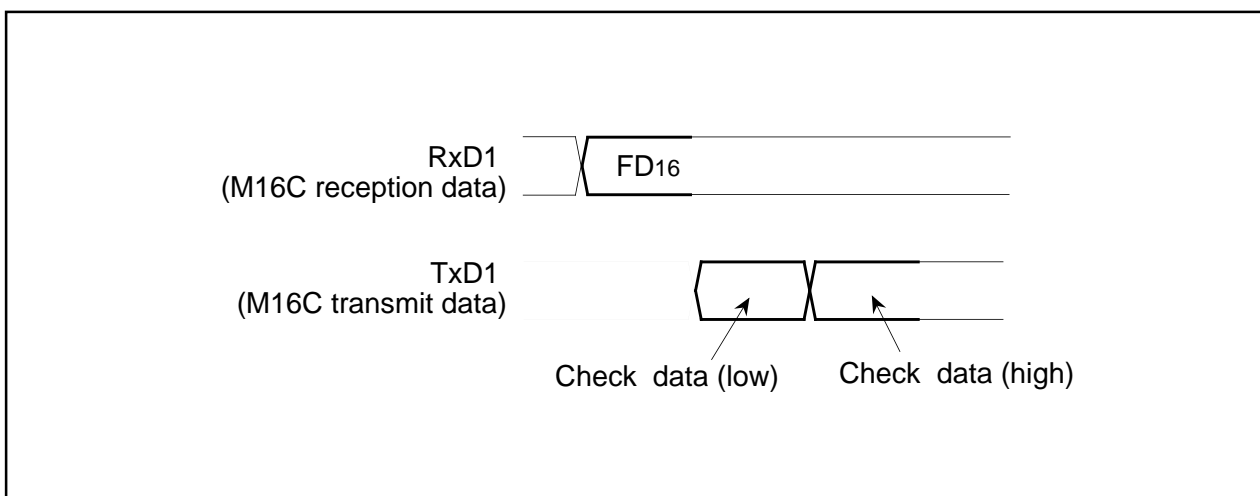 RxD1
(M16C reception data)
FD16
TxD1
(M16C transmit data)
Check data (low)
Check data (high)